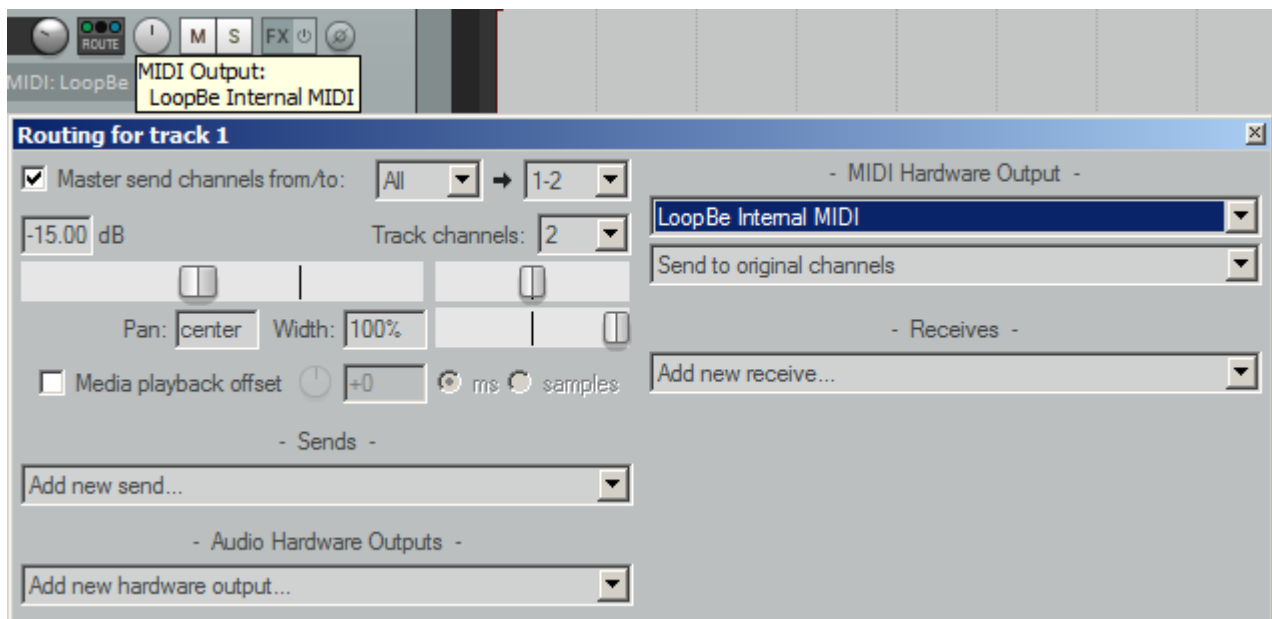 ROUTE M S FX
MIDI: LoopBe
MIDI Output:
LoopBe Internal MIDI
Routing for track 1
Master send channels from/to: All 1-2
-15.00 dB Track channels: 2
Pan: center Width: 100%
Media playback offset +0 ms samples
- Sends -
Add new send...
- Audio Hardware Outputs -
Add new hardware output...
- MIDI Hardware Output -
LoopBe Internal MIDI
Send to original channels
- Receives -
Add new receive...